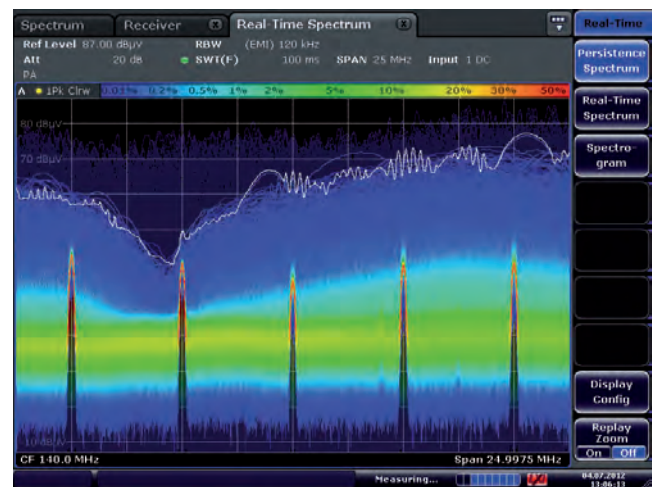 Spectrum Receiver Real-Time Spectrum
Ref Level 87.00 dBµV RBW (EMI) 120 kHz
Att 20 dB SWT(F) 100 ms SPAN 25 MHz Input 1 DC
PA
A 1Pk Clrw 0.03% 0.2% 0.5% 1% 2% 5% 10% 20% 30% 50%
80 dBµV
70 dBµV
CF 140.0 MHz Span 24.9975 MHz
Measuring... 04.07.2012
13:06:13
Real-Time
Persistence
Spectrum
Real-Time
Spectrum
Spectro-
gram
Display
Config
Replay
Zoom
On Off